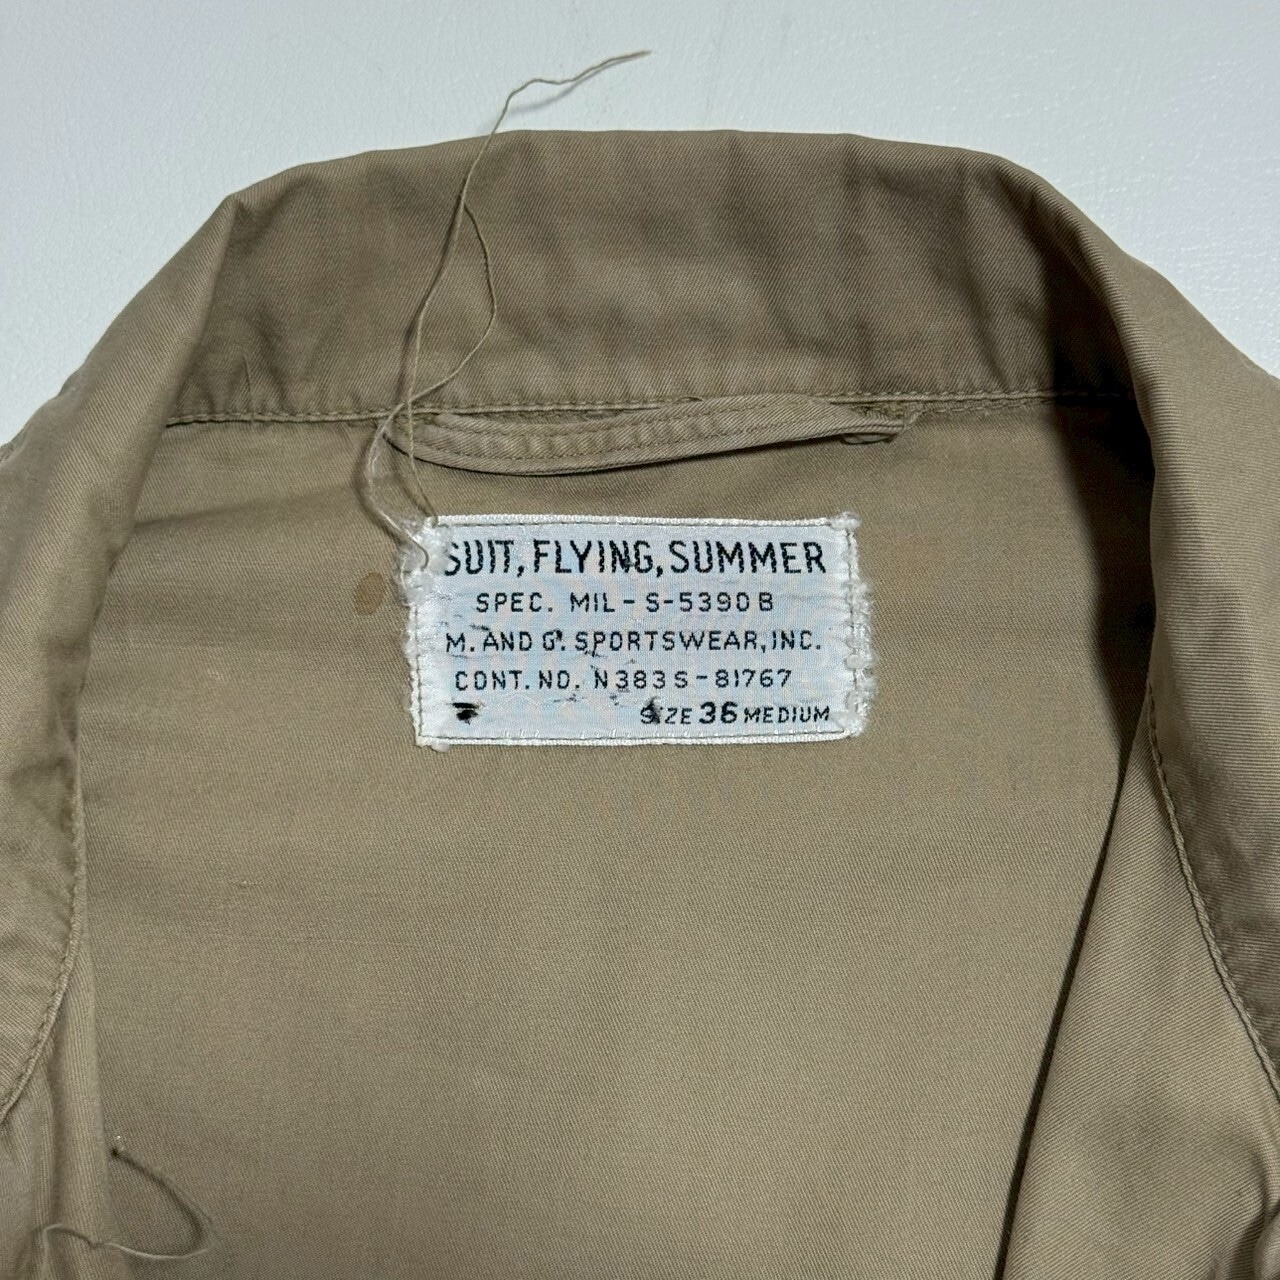 SUIT, FLYING, SUMMER
SPEC. MIL-S-5390B
M. AND G. SPORTSWEAR, INC.
CONT. NO. N383S-81767
SIZE 36 MEDIUM